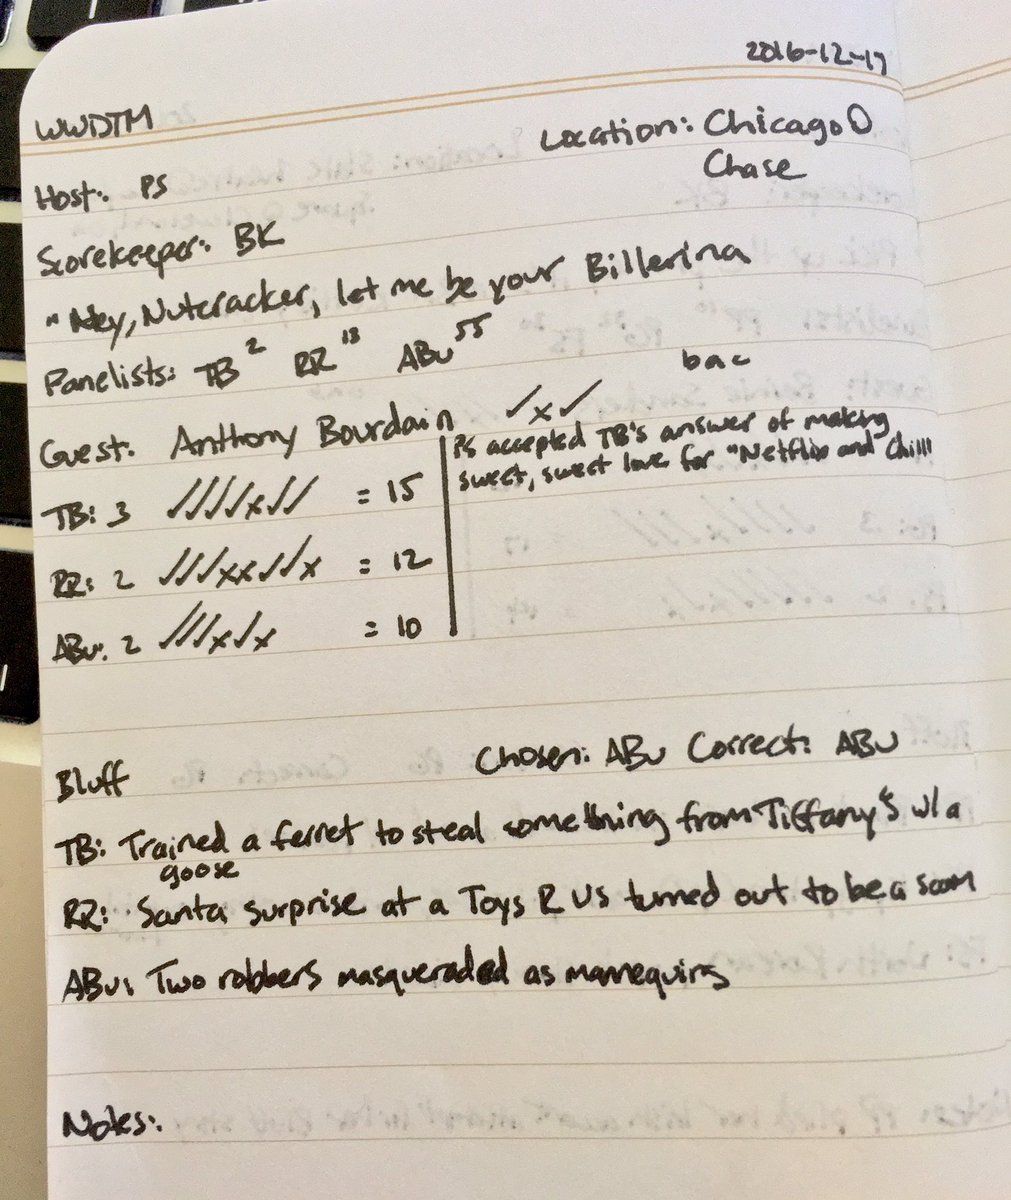 2016-12-17
WWDTM
Location: Chicago O
Chase
Host: PS
Scorekeeper: BK
"Hey, Nutcracker, let me be your Billerina
Panelists: TB 2 RR 13 ABu 55
bac
Guest: Anthony Bourdain ✓x✓
PS accepted TB's answer of making
sweet, sweet love for "Netflix and Chill"
TB: 3 ✓✓✓✓x✓✓ = 15
RR: 2 ✓✓✓xx✓✓x = 12
ABu: 2 ✓✓✓x✓x = 10
Bluff Chosen: ABu Correct: ABu
TB: Trained a ferret to steal something from Tiffany's w/ a
goose
RR: Santa surprise at a Toys R Us turned out to be a scam
ABu: Two robbers masqueraded as mannequins
Notes: